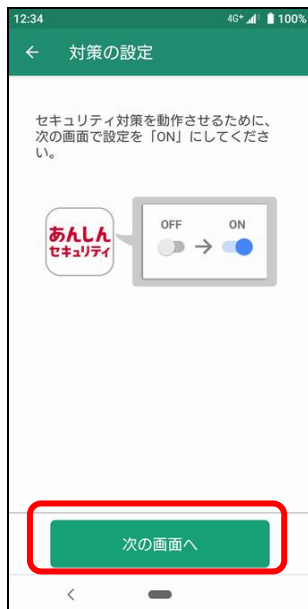 12:34 4G+ 100%
← 対策の設定
セキュリティ対策を動作させるために、
次の画面で設定を「ON」にしてくださ
い。
OFF ON
あんしん
セキュリティ
次の画面へ